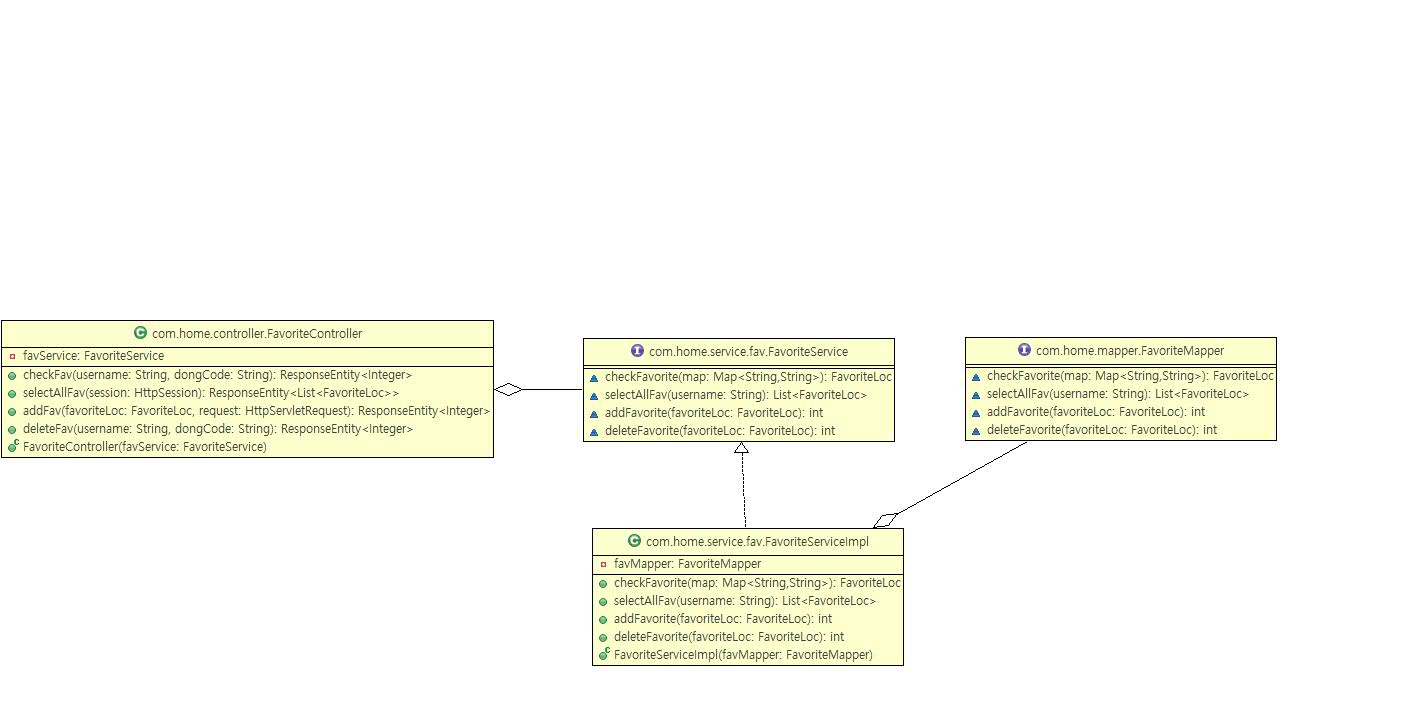 com.home.controller.FavoriteController
favService: FavoriteService
checkFav(username: String, dongCode: String): ResponseEntity<Integer>
selectAllFav(session: HttpSession): ResponseEntity<List<FavoriteLoc>>
addFav(favoriteLoc: FavoriteLoc, request: HttpServletRequest): ResponseEntity<Integer>
deleteFav(username: String, dongCode: String): ResponseEntity<Integer>
FavoriteController(favService: FavoriteService)
com.home.service.fav.FavoriteService
checkFavorite(map: Map<String,String>): FavoriteLoc
selectAllFav(username: String): List<FavoriteLoc>
addFavorite(favoriteLoc: FavoriteLoc): int
deleteFavorite(favoriteLoc: FavoriteLoc): int
com.home.mapper.FavoriteMapper
checkFavorite(map: Map<String,String>): FavoriteLoc
selectAllFav(username: String): List<FavoriteLoc>
addFavorite(favoriteLoc: FavoriteLoc): int
deleteFavorite(favoriteLoc: FavoriteLoc): int
com.home.service.fav.FavoriteServiceImpl
favMapper: FavoriteMapper
checkFavorite(map: Map<String,String>): FavoriteLoc
selectAllFav(username: String): List<FavoriteLoc>
addFavorite(favoriteLoc: FavoriteLoc): int
deleteFavorite(favoriteLoc: FavoriteLoc): int
FavoriteServiceImpl(favMapper: FavoriteMapper)